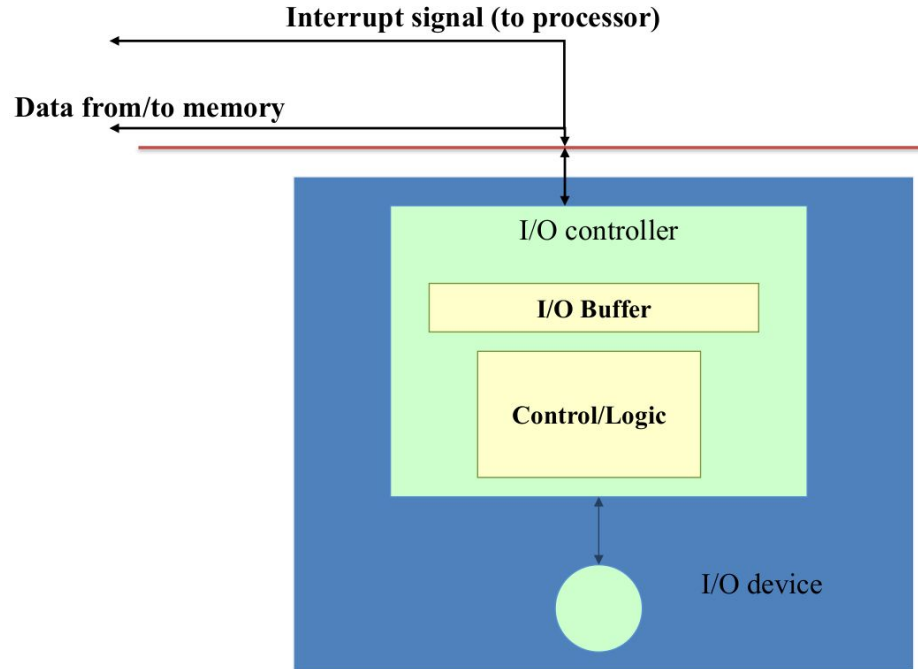 Interrupt signal (to processor)
Data from/to memory
I/O controller
I/O Buffer
Control/Logic
I/O device